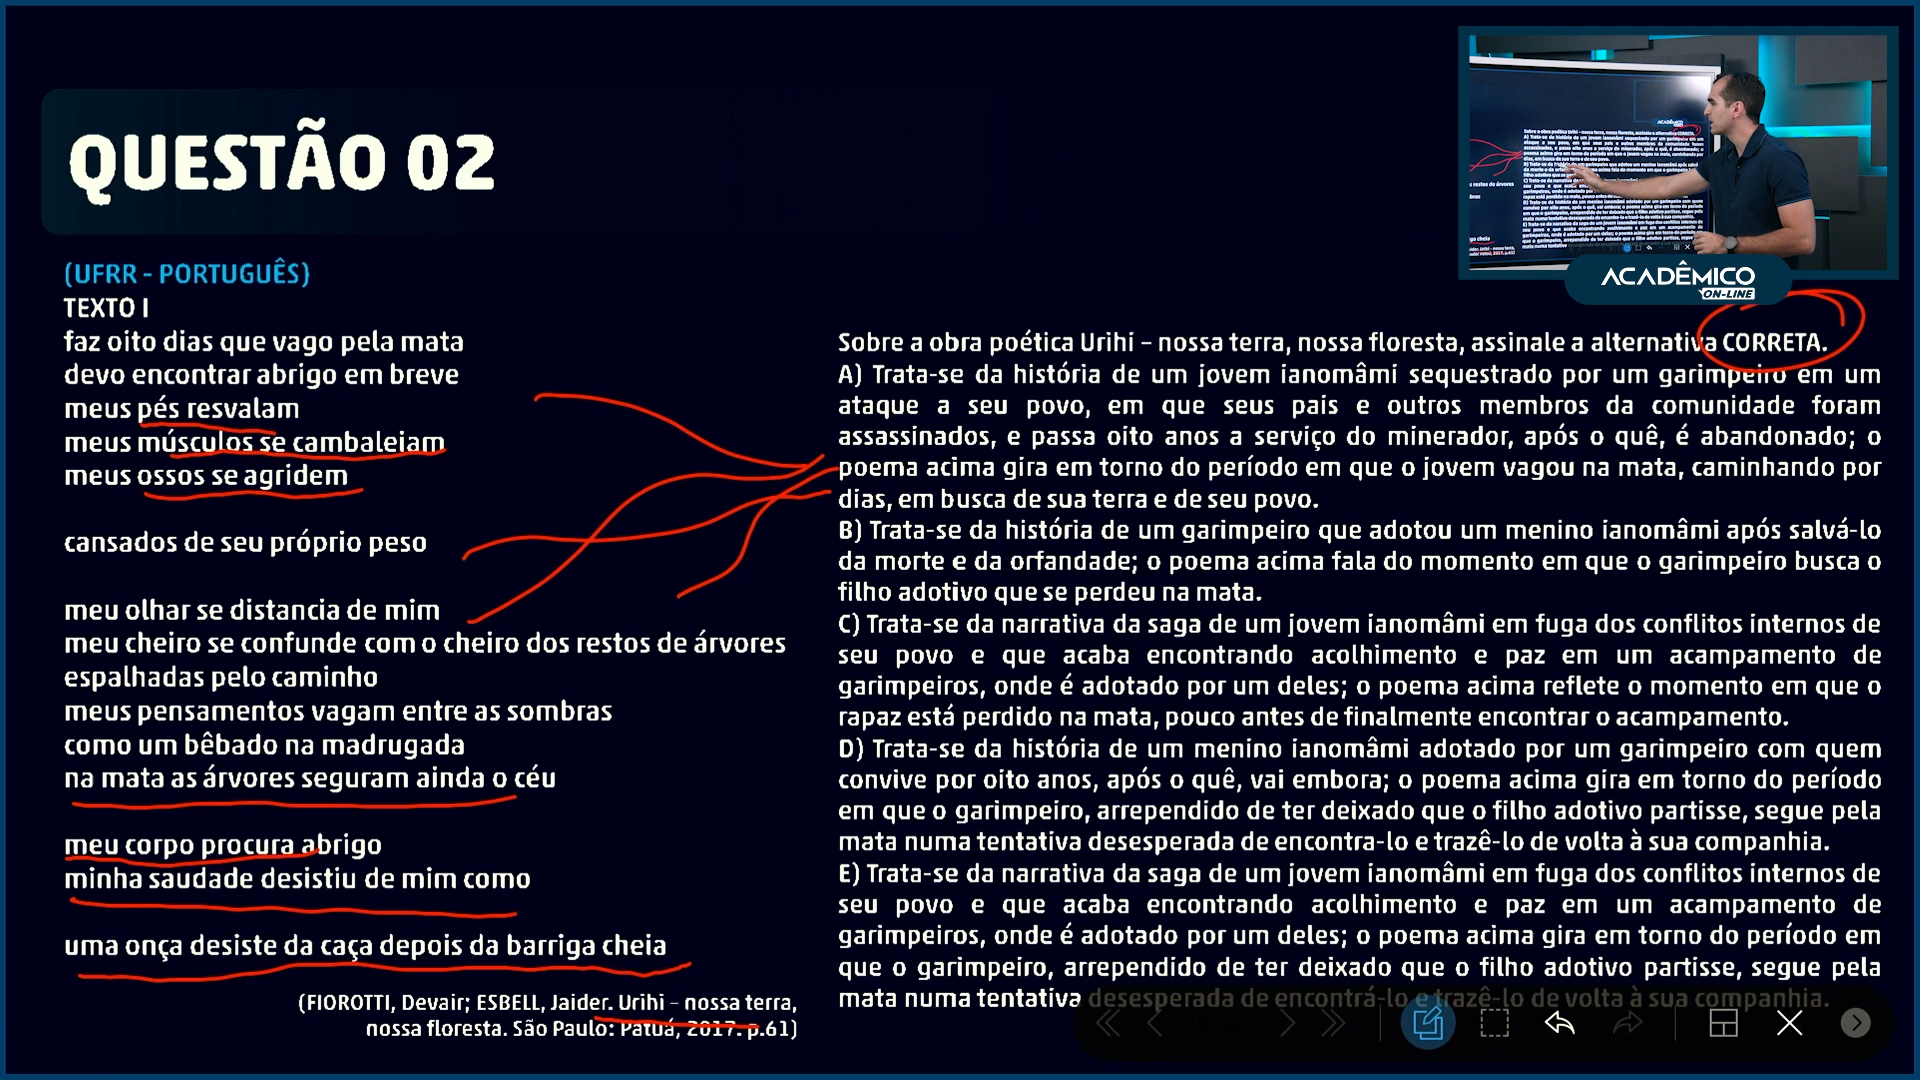 QUESTÃO 02
(UFRR - PORTUGUÊS)
TEXTO I
faz oito dias que vago pela mata
devo encontrar abrigo em breve
meus pés resvalam
meus músculos se cambaleiam
meus ossos se agridem
cansados de seu próprio peso
meu olhar se distancia de mim
meu cheiro se confunde com o cheiro dos restos de árvores
espalhadas pelo caminho
meus pensamentos vagam entre as sombras
como um bêbado na madrugada
na mata as árvores seguram ainda o céu
meu corpo procura abrigo
minha saudade desistiu de mim como
uma onça desiste da caça depois da barriga cheia
(FIOROTTI, Devair; ESBELL, Jaider. Urihi – nossa terra,
nossa floresta. São Paulo: Patuá, 2017. p.61)
ACADÊMICO
ON-LINE
Sobre a obra poética Urihi – nossa terra, nossa floresta, assinale a alternativa CORRETA.
A) Trata-se da história de um jovem ianomâmi sequestrado por um garimpeiro em um
ataque a seu povo, em que seus pais e outros membros da comunidade foram
assassinados, e passa oito anos a serviço do minerador, após o quê, é abandonado; o
poema acima gira em torno do período em que o jovem vagou na mata, caminhando por
dias, em busca de sua terra e de seu povo.
B) Trata-se da história de um garimpeiro que adotou um menino ianomâmi após salvá-lo
da morte e da orfandade; o poema acima fala do momento em que o garimpeiro busca o
filho adotivo que se perdeu na mata.
C) Trata-se da narrativa da saga de um jovem ianomâmi em fuga dos conflitos internos de
seu povo e que acaba encontrando acolhimento e paz em um acampamento de
garimpeiros, onde é adotado por um deles; o poema acima reflete o momento em que o
rapaz está perdido na mata, pouco antes de finalmente encontrar o acampamento.
D) Trata-se da história de um menino ianomâmi adotado por um garimpeiro com quem
convive por oito anos, após o quê, vai embora; o poema acima gira em torno do período
em que o garimpeiro, arrependido de ter deixado que o filho adotivo partisse, segue pela
mata numa tentativa desesperada de encontra-lo e trazê-lo de volta à sua companhia.
E) Trata-se da narrativa da saga de um jovem ianomâmi em fuga dos conflitos internos de
seu povo e que acaba encontrando acolhimento e paz em um acampamento de
garimpeiros, onde é adotado por um deles; o poema acima gira em torno do período em
que o garimpeiro, arrependido de ter deixado que o filho adotivo partisse, segue pela
mata numa tentativa desesperada de encontrá-lo e trazê-lo de volta à sua companhia.